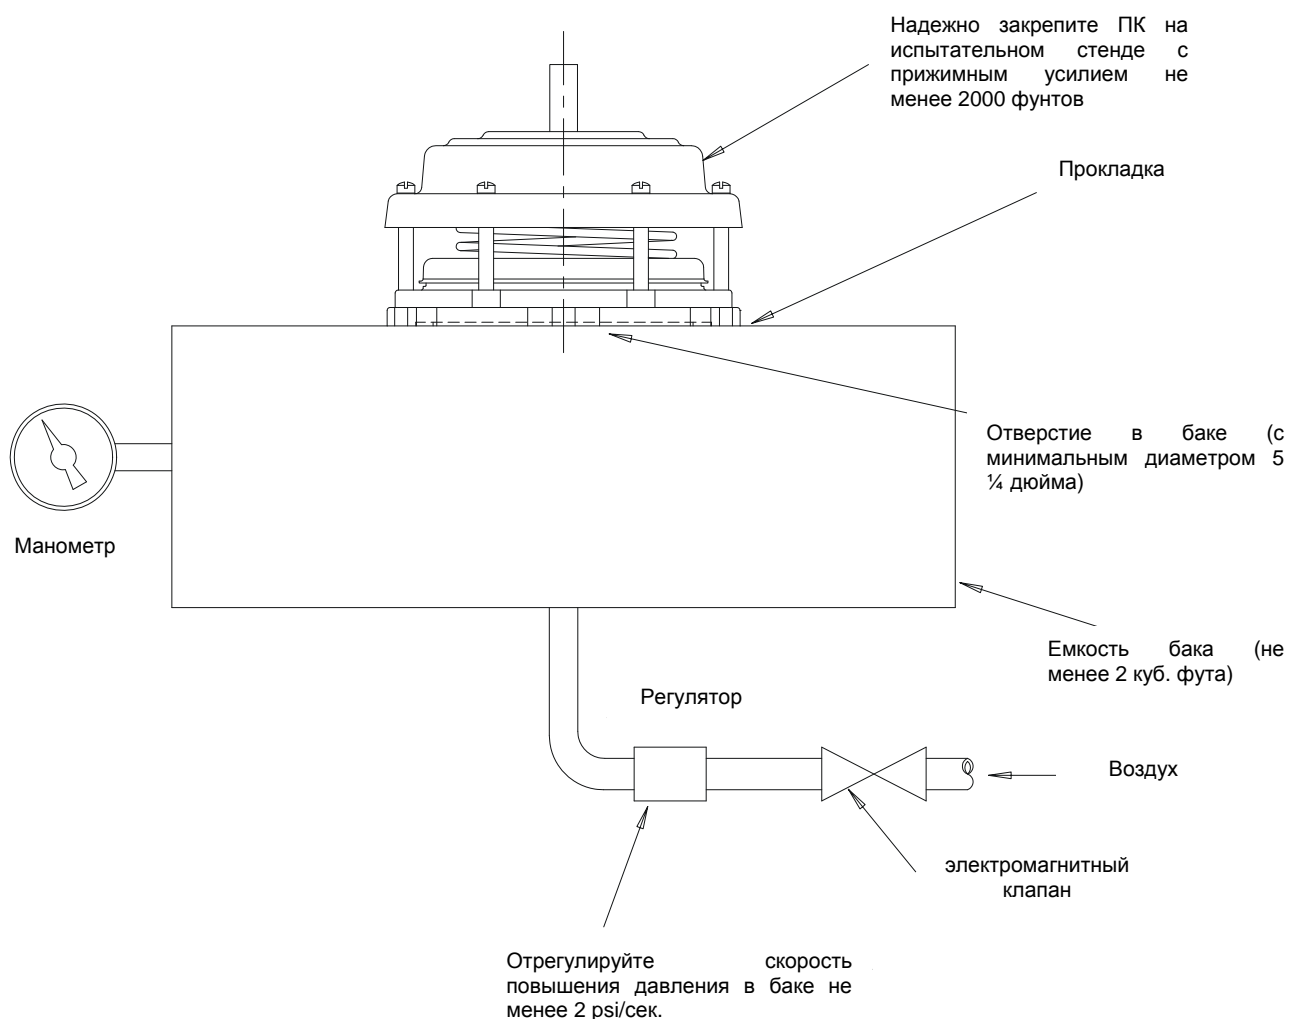 Надежно закрепите ПК на
испытательном стенде с
прижимным усилием не
менее 2000 фунтов
Прокладка
Отверстие в баке (с
минимальным диаметром 5
¼ дюйма)
Манометр
Емкость бака (не
менее 2 куб. фута)
Регулятор
Воздух
электромагнитный
клапан
Отрегулируйте скорость
повышения давления в баке не
менее 2 psi/сек.